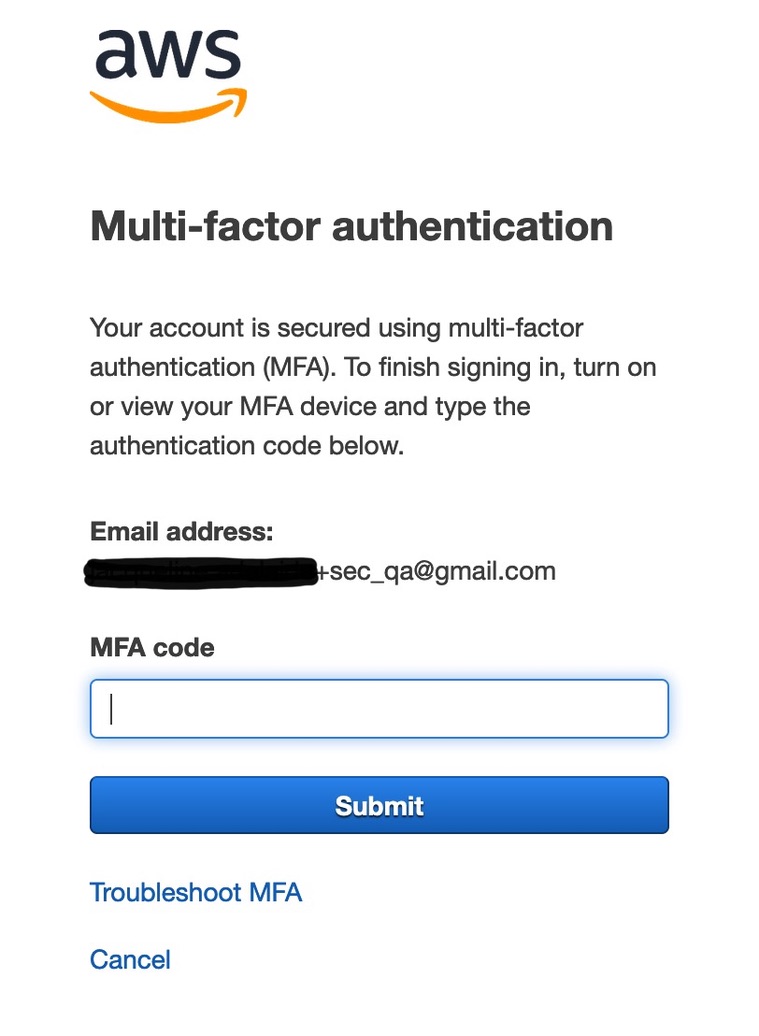 aws
Multi-factor authentication
Your account is secured using multi-factor
authentication (MFA). To finish signing in, turn on
or view your MFA device and type the
authentication code below.
Email address:
+sec_qa@gmail.com
MFA code
Submit
Troubleshoot MFA
Cancel